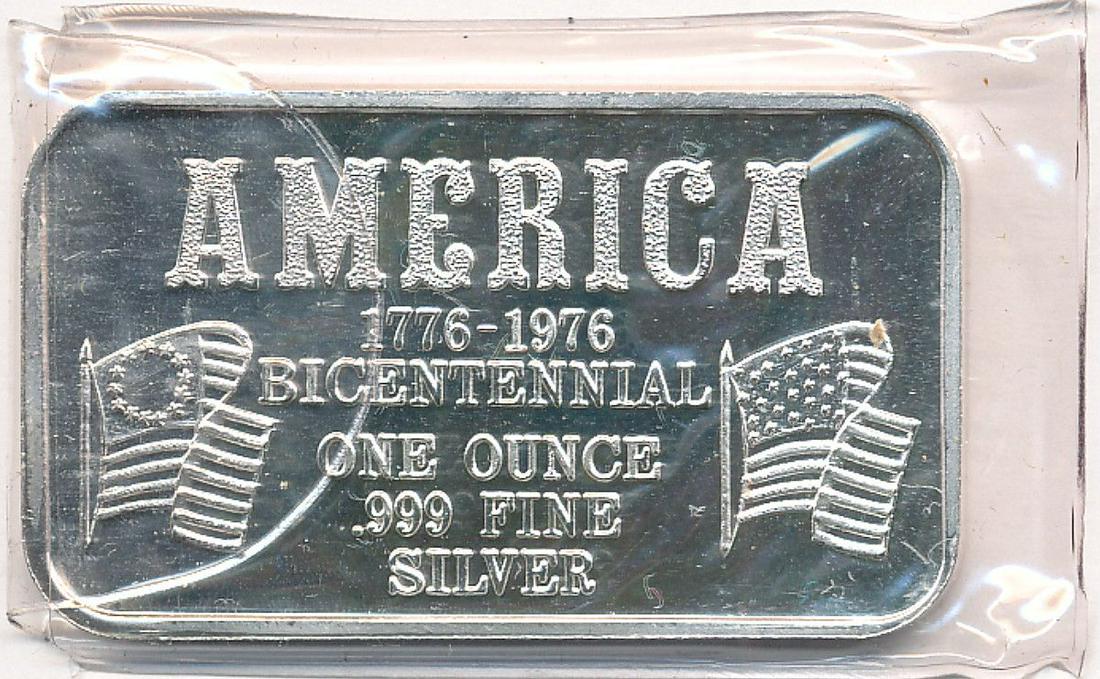 AMERICA
1776-1976
BICENTENNIAL
ONE OUNCE
.999 FINE
SILVER